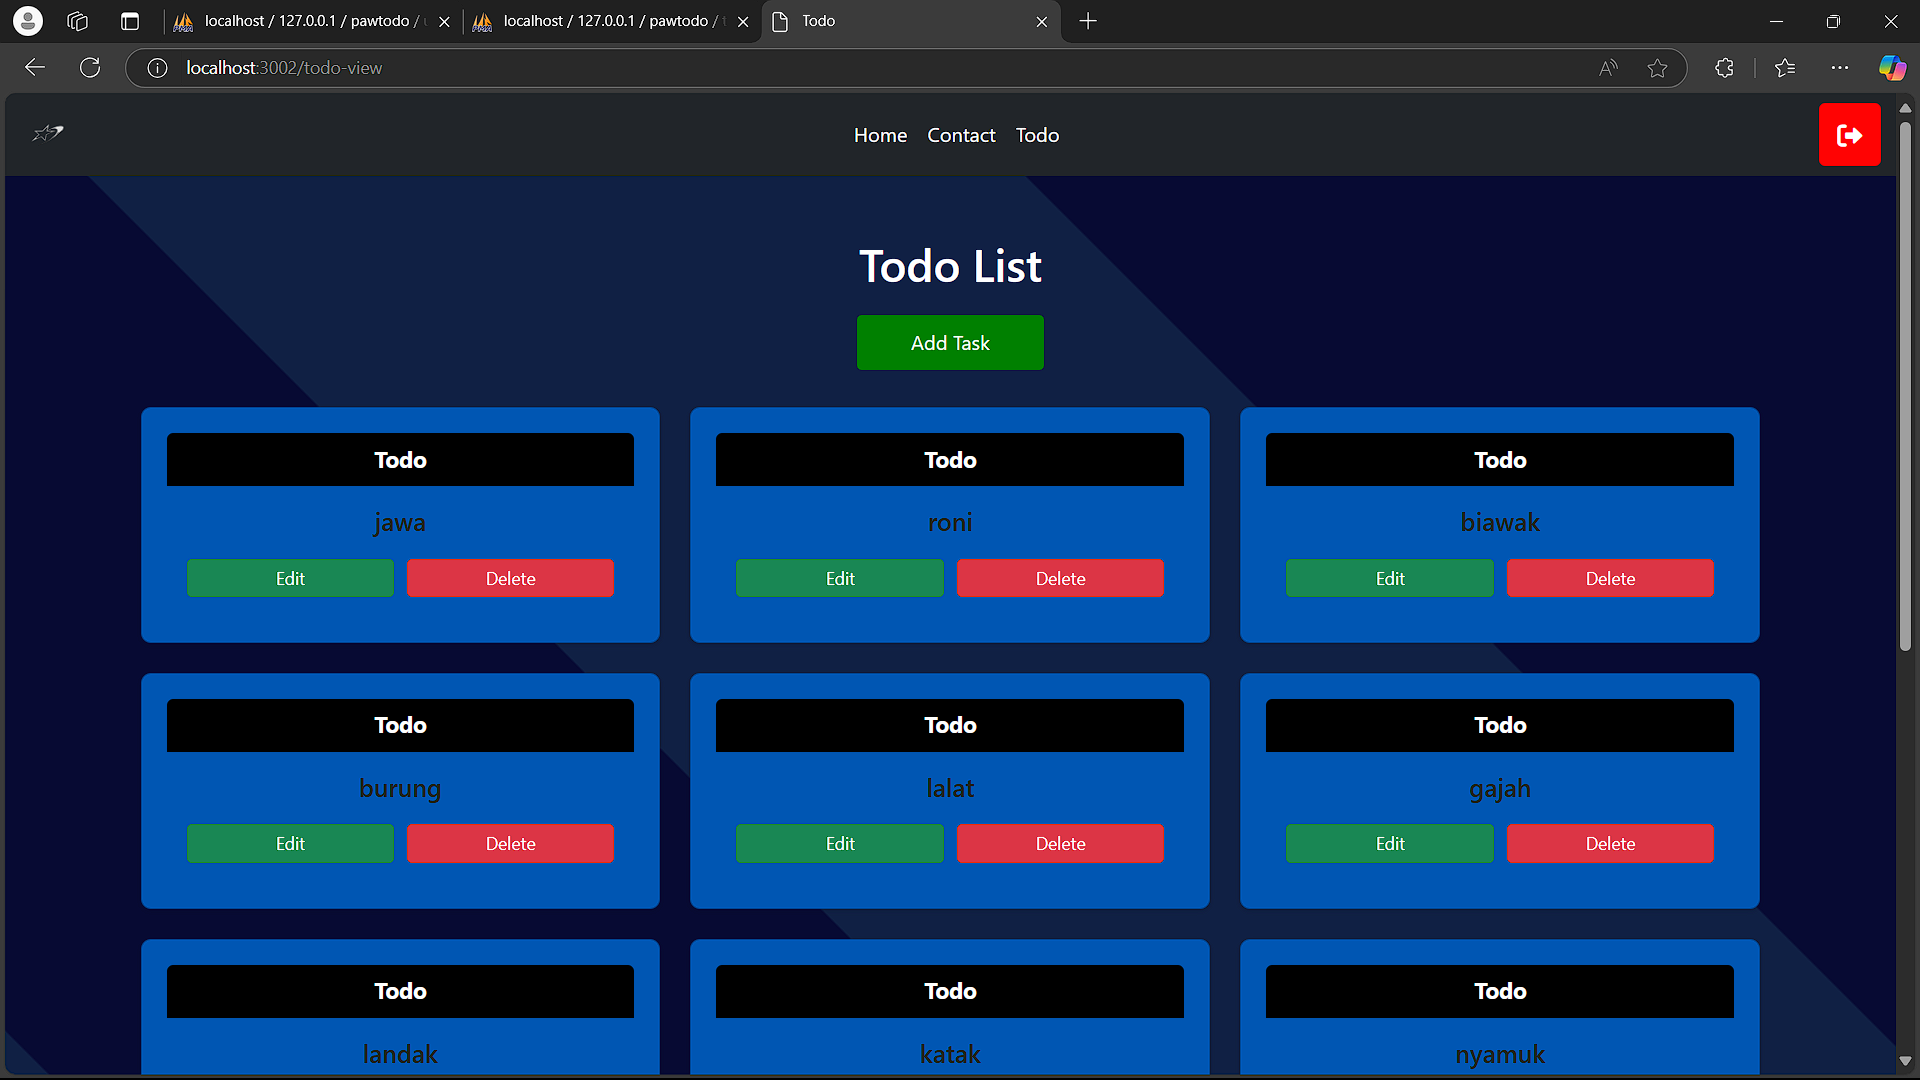 localhost / 127.0.0.1 / pawtodo /
localhost / 127.0.0.1 / pawtodo /
Todo
localhost:3002/todo-view
Home Contact Todo
Todo List
Add Task
Todo Todo Todo
jawa roni biawak
Edit Delete Edit Delete Edit Delete
Todo Todo Todo
burung lalat gajah
Edit Delete Edit Delete Edit Delete
Todo Todo Todo
landak katak nyamuk